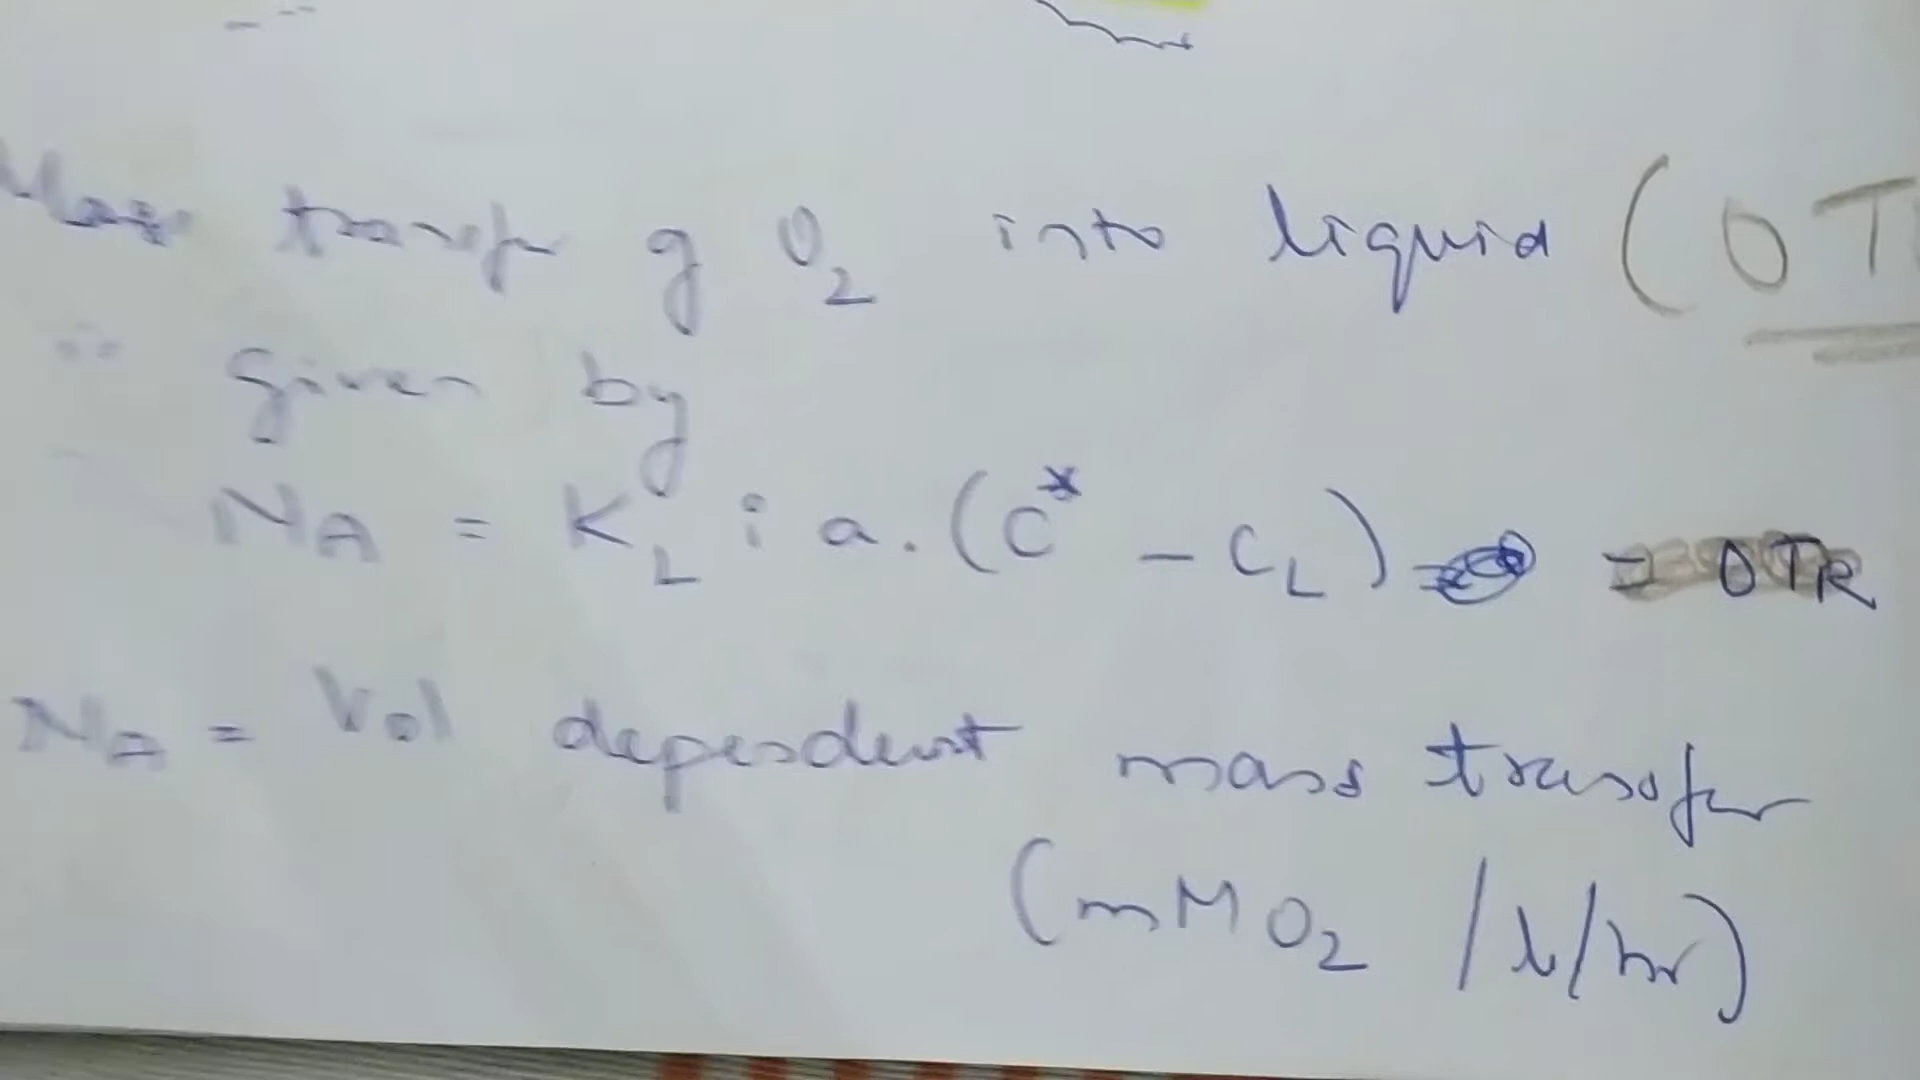 Mass transfer of O2 into liquid (OT
is given by
NA = KL : a. (C* - CL) - OTR
NA = Vol dependent mass transfer
(mM O2 /l/hr)